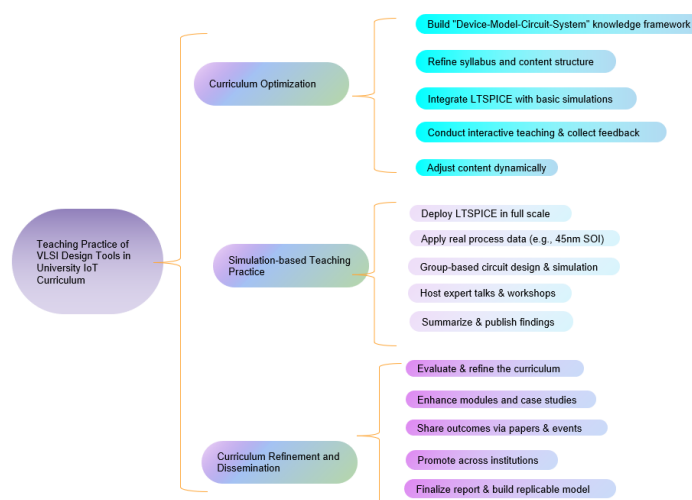 Build "Device-Model-Circuit-System" knowledge framework
Refine syllabus and content structure
Curriculum Optimization
Integrate LTSPICE with basic simulations
Conduct interactive teaching & collect feedback
Adjust content dynamically
Teaching Practice of
VLSI Design Tools in
University IoT
Curriculum
Deploy LTSPICE in full scale
Apply real process data (e.g., 45nm SOI)
Simulation-based Teaching
Practice
Group-based circuit design & simulation
Host expert talks & workshops
Summarize & publish findings
Evaluate & refine the curriculum
Enhance modules and case studies
Share outcomes via papers & events
Curriculum Refinement and
Dissemination
Promote across institutions
Finalize report & build replicable model